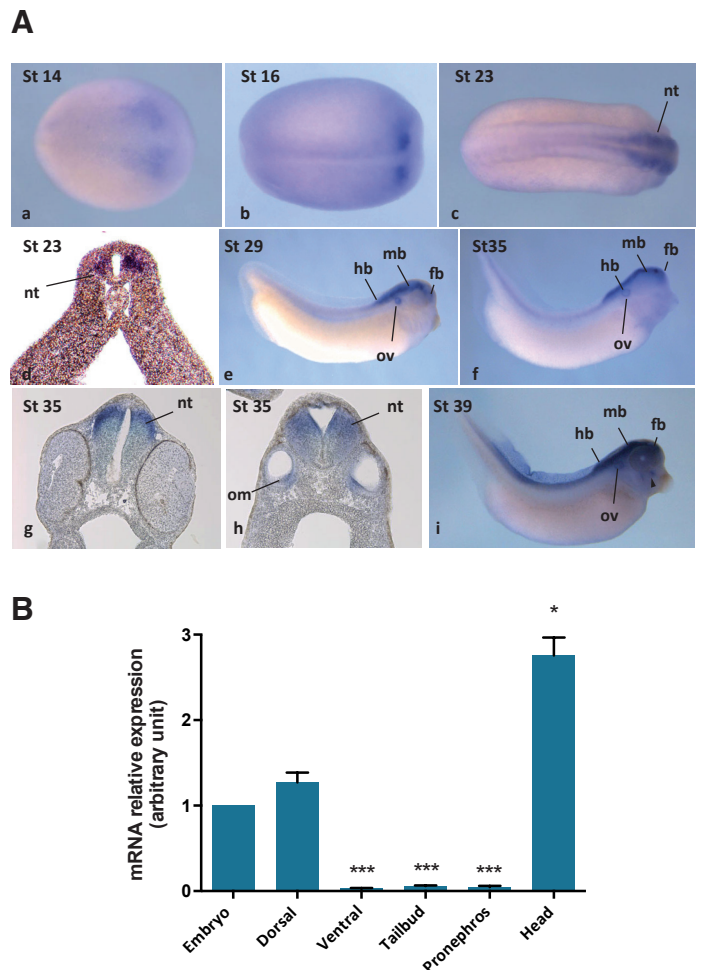 A
St 14
St 16
St 23
nt
a
b
c
St 23
St 29
St35
nt
hb
mb
fb
ov
hb
mb
fb
ov
d
e
f
St 35
St 35
St 39
nt
nt
om
hb
mb
fb
ov
g
h
i
B
mRNA relative expression
(arbitrary unit)
3
2
1
0
***
***
***
*
Embryo
Dorsal
Ventral
Tailbud
Pronephros
Head